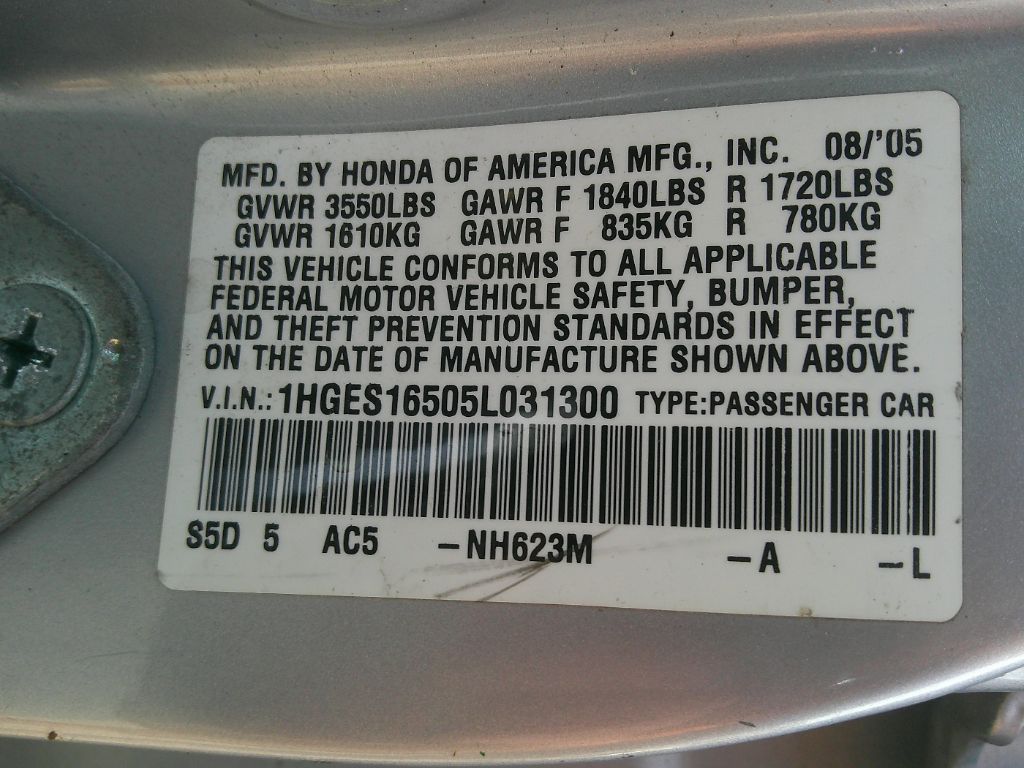 MFD. BY HONDA OF AMERICA MFG., INC. 08/'05
GVWR 3550LBS GAWR F 1840LBS R 1720LBS
GVWR 1610KG GAWR F 835KG R 780KG
THIS VEHICLE CONFORMS TO ALL APPLICABLE
FEDERAL MOTOR VEHICLE SAFETY, BUMPER,
AND THEFT PREVENTION STANDARDS IN EFFECT
ON THE DATE OF MANUFACTURE SHOWN ABOVE.
V.I.N.: 1HGES16505L031300 TYPE:PASSENGER CAR
S5D 5 AC5 -NH623M -A -L